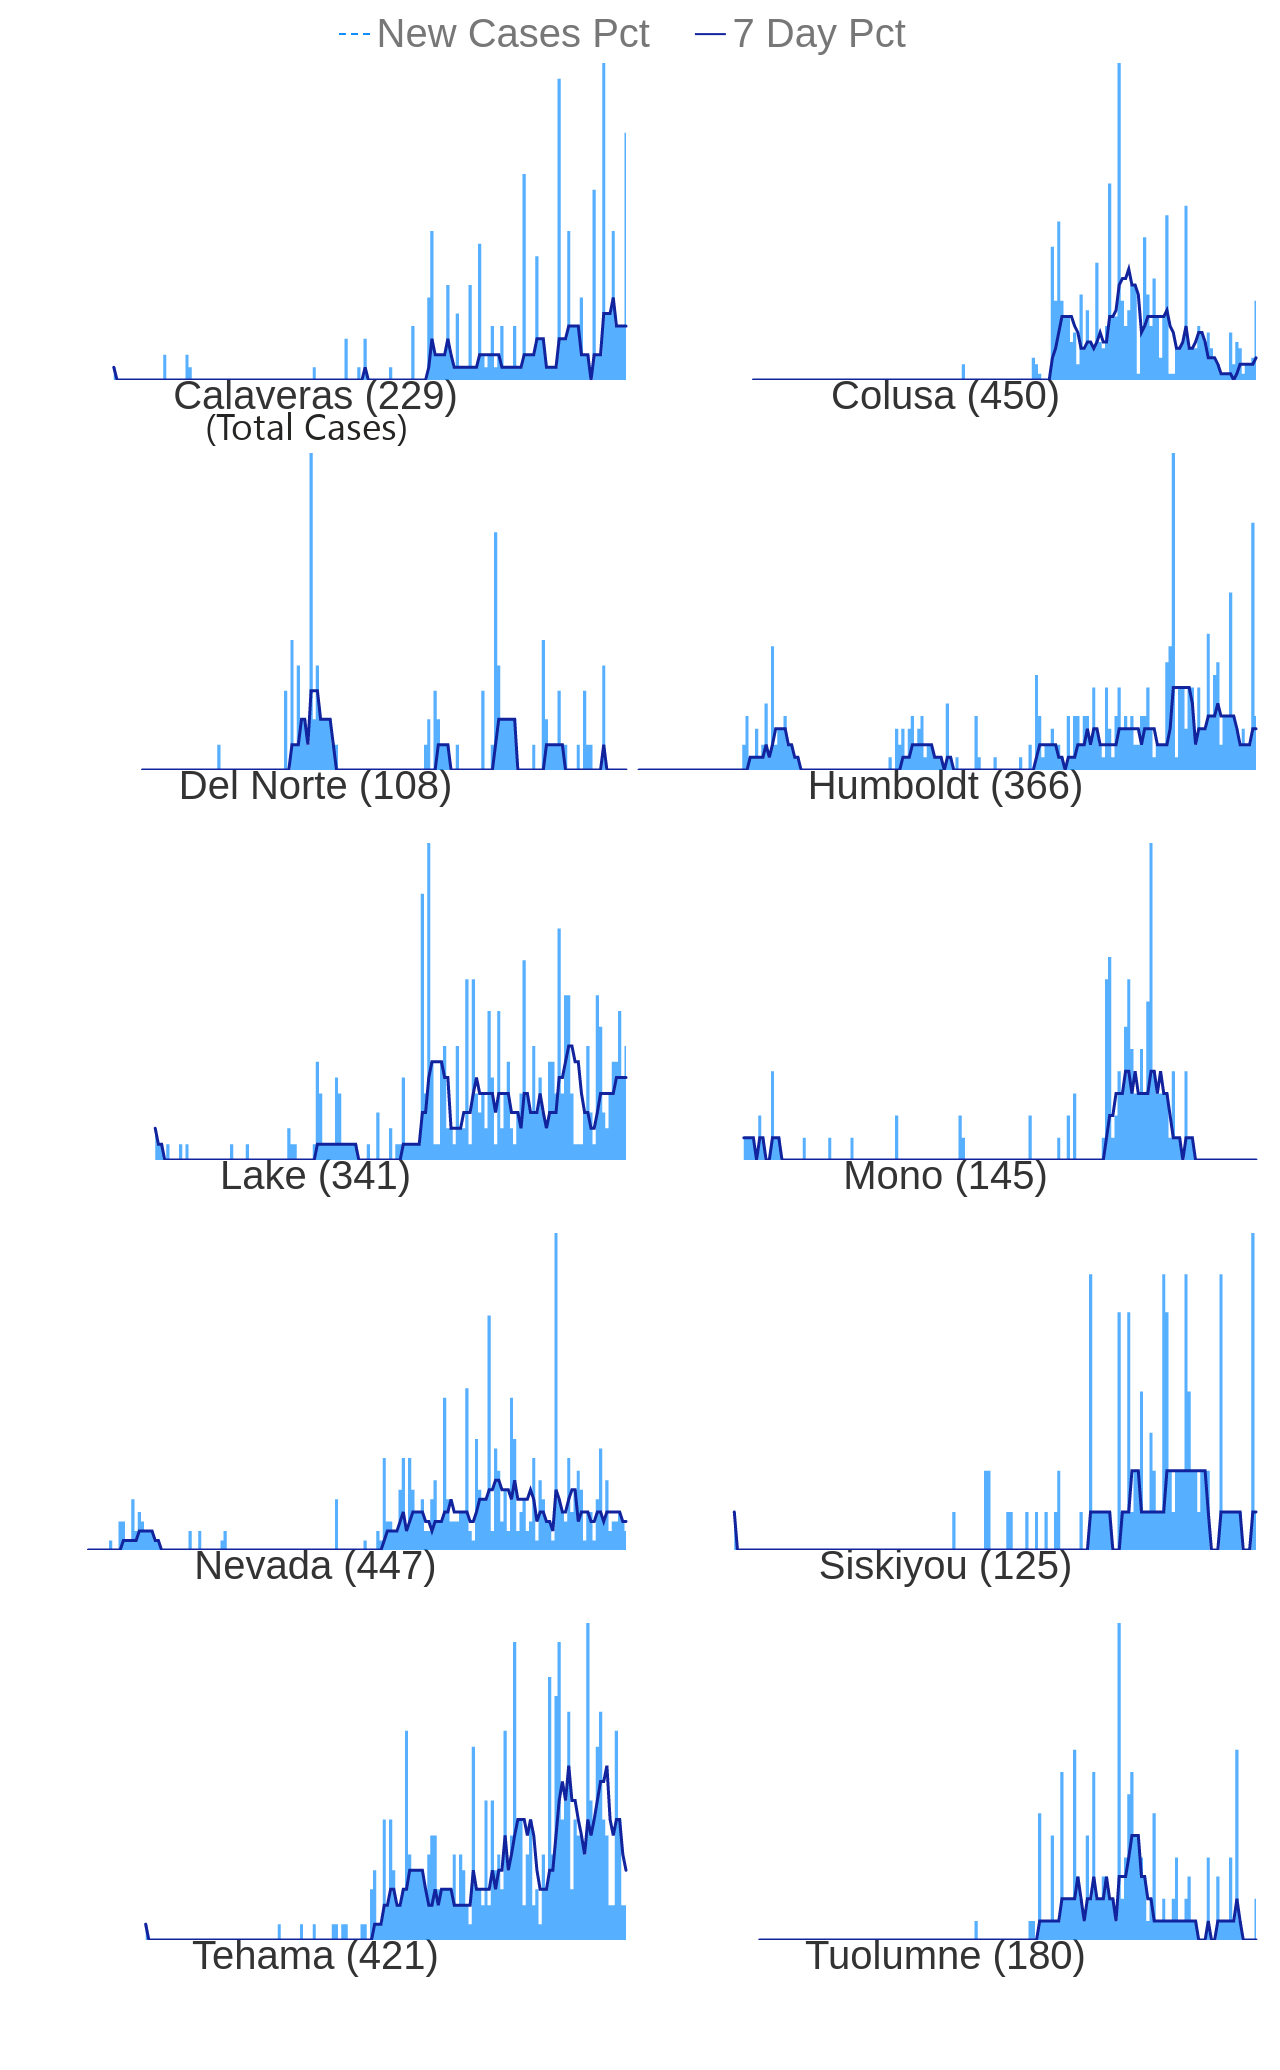 New Cases Pct 7 Day Pct
Calaveras (229) Colusa (450)
(Total Cases)
Del Norte (108) Humboldt (366)
Lake (341) Mono (145)
Nevada (447) Siskiyou (125)
Tehama (421) Tuolumne (180)